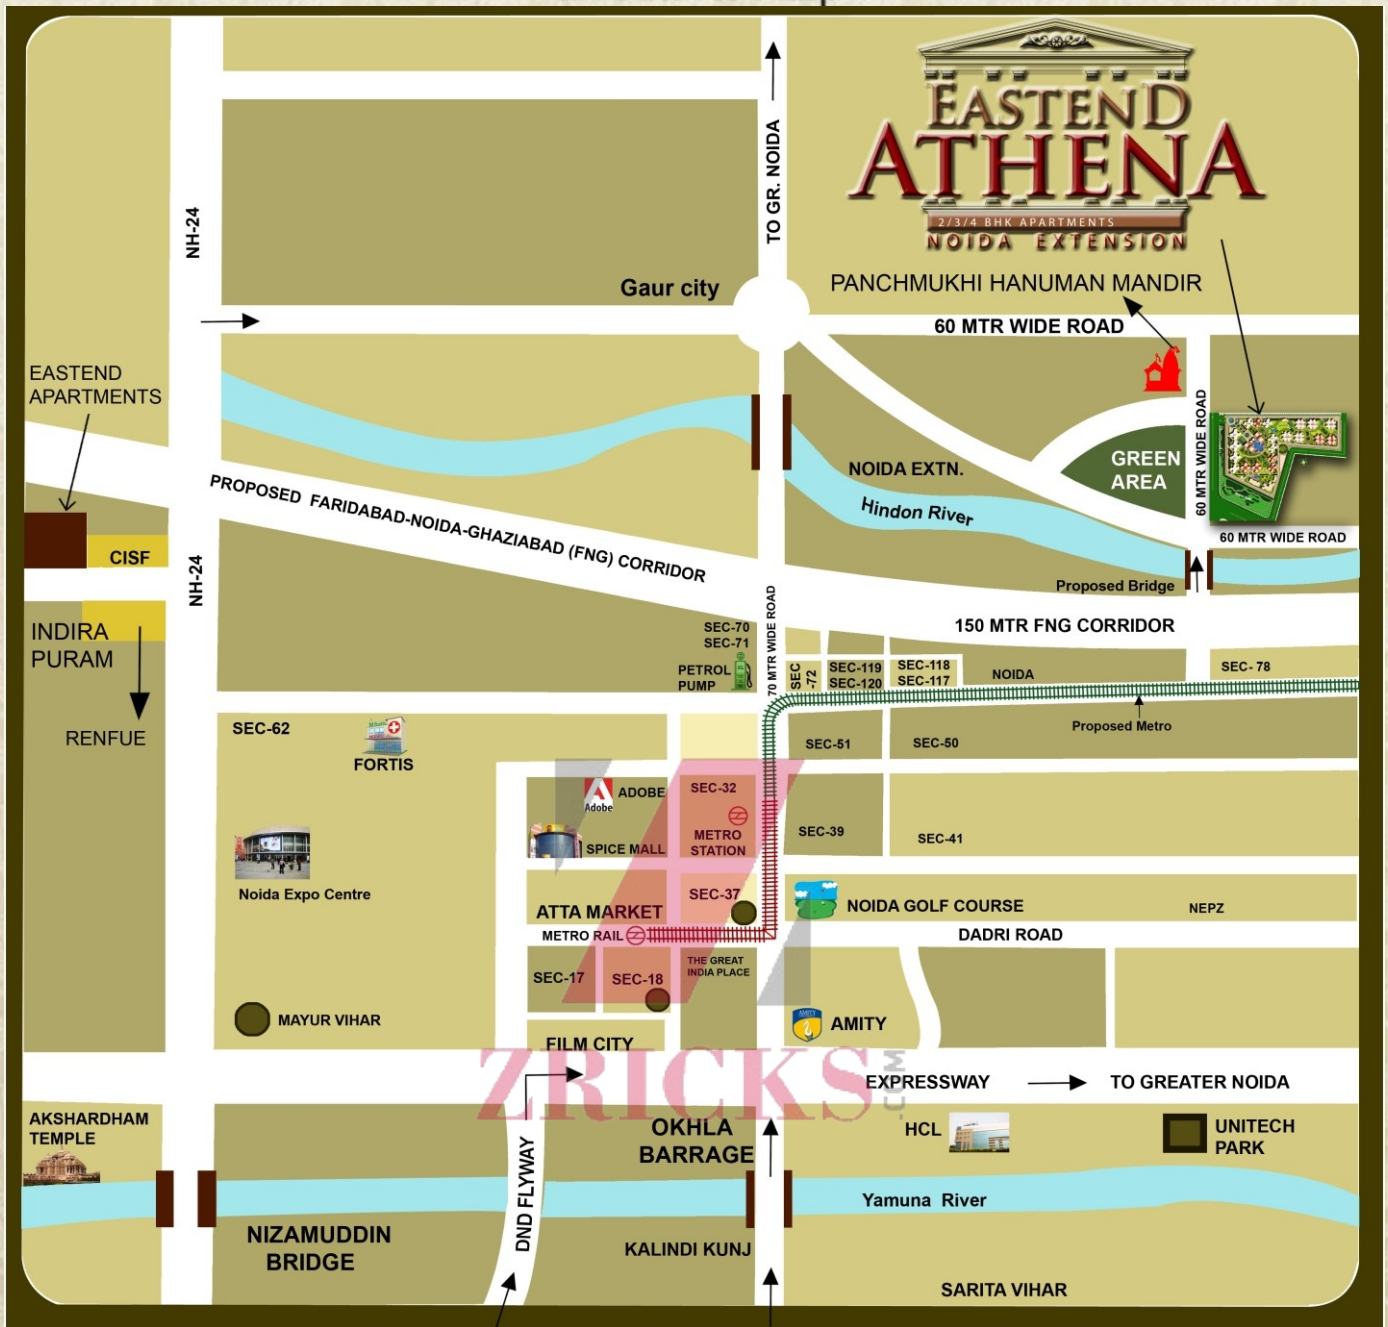 EASTEND
ATHENA
2/3/4 BHK APARTMENTS
NOIDA EXTENSION
TO GR. NOIDA
NH-24
Gaur city
PANCHMUKHI HANUMAN MANDIR
60 MTR WIDE ROAD
EASTEND
APARTMENTS
60 MTR WIDE ROAD
GREEN
AREA
NOIDA EXTN.
Hindon River
PROPOSED FARIDABAD-NOIDA-GHAZIABAD (FNG) CORRIDOR
60 MTR WIDE ROAD
CISF
NH-24
Proposed Bridge
150 MTR FNG CORRIDOR
INDIRA
PURAM
RENFUE
SEC-70
SEC-71
PETROL
PUMP
70 MTR WIDE ROAD
SEC
-72
SEC-119
SEC-120
SEC-118
SEC-117
NOIDA
SEC- 78
Proposed Metro
SEC-62
FORTIS
SEC-51
SEC-50
Adobe
ADOBE
SEC-32
METRO
STATION
SPICE MALL
SEC-39
SEC-41
Noida Expo Centre
ATTA MARKET
SEC-37
NOIDA GOLF COURSE
NEPZ
METRO RAIL
DADRI ROAD
SEC-17
SEC-18
THE GREAT
INDIA PLACE
MAYUR VIHAR
AMITY
AMITY
FILM CITY
ZRICKS
.COM
EXPRESSWAY
TO GREATER NOIDA
AKSHARDHAM
TEMPLE
OKHLA
BARRAGE
HCL
UNITECH
PARK
DND FLYWAY
Yamuna River
NIZAMUDDIN
BRIDGE
KALINDI KUNJ
SARITA VIHAR